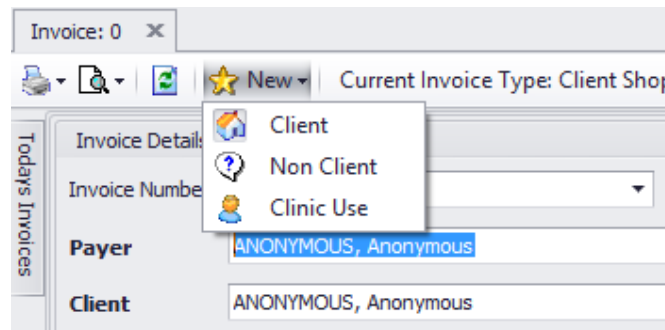 Invoice: 0
New Current Invoice Type: Client Shop
Client
Non Client
Clinic Use
Todays Invoices
Invoice Details
Invoice Numbe
Payer ANONYMOUS, Anonymous
Client ANONYMOUS, Anonymous